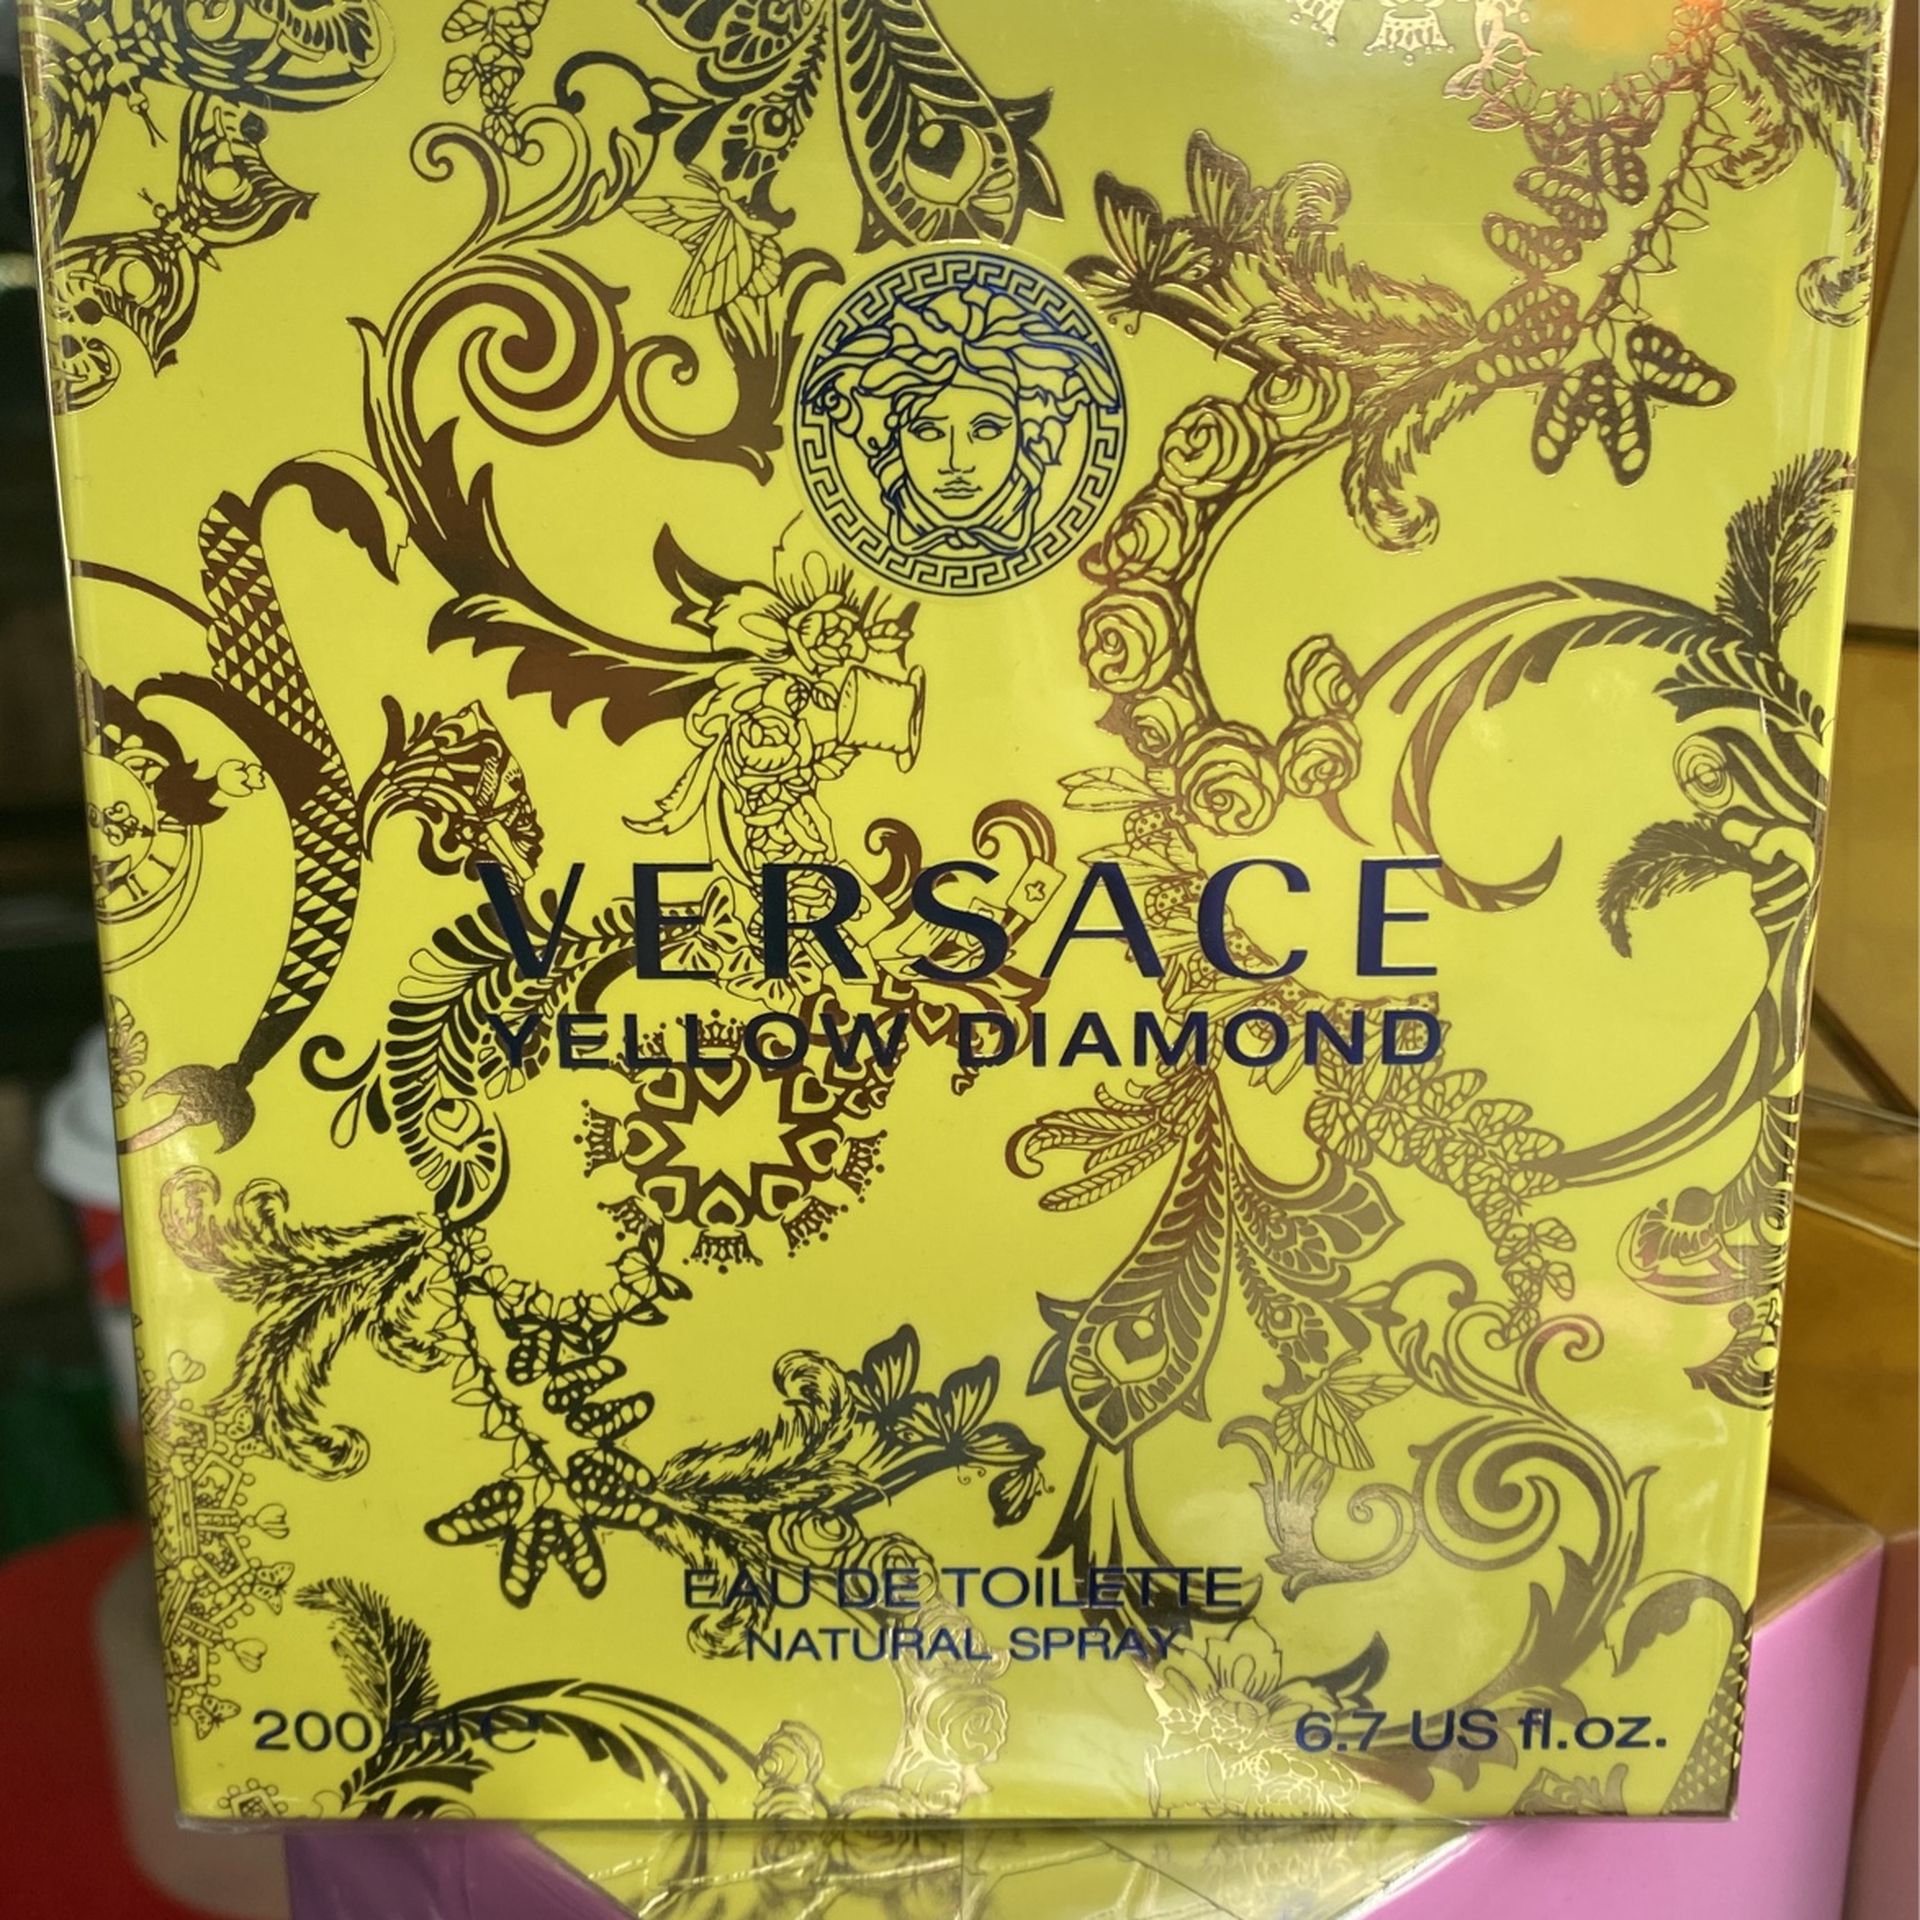 VERSACE
YELLOW DIAMOND
EAU DE TOILETTE
NATURAL SPRAY
200 ml ℮
6.7 US fl.oz.